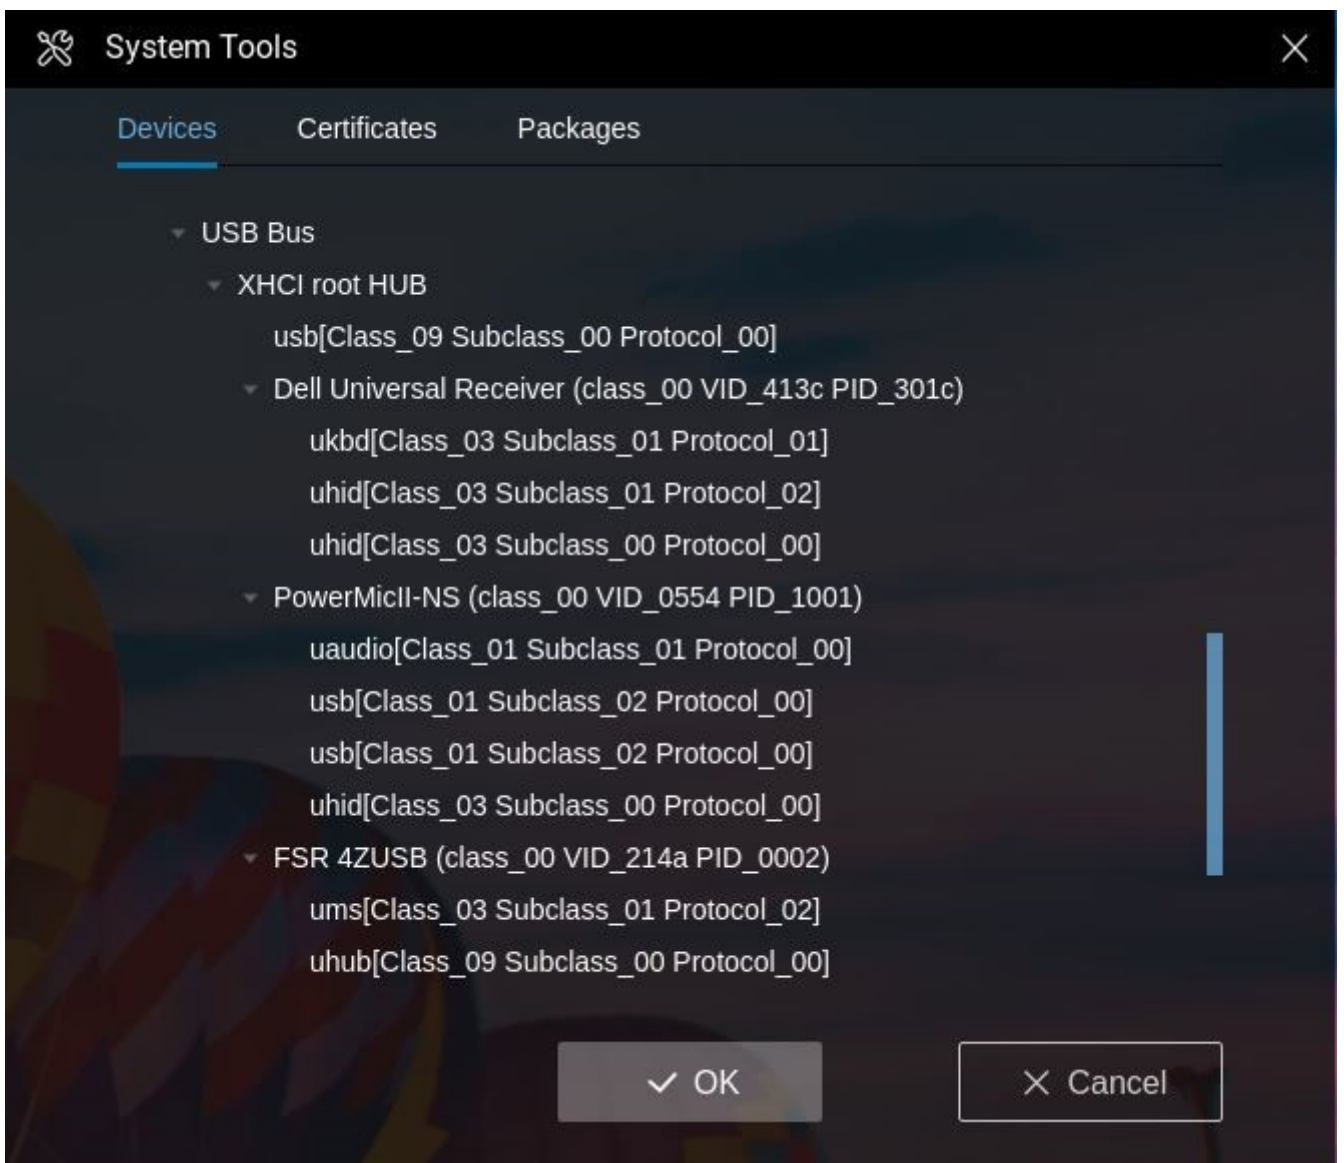 System Tools
Devices Certificates Packages
USB Bus
XHCI root HUB
usb[Class_09 Subclass_00 Protocol_00]
Dell Universal Receiver (class_00 VID_413c PID_301c)
ukbd[Class_03 Subclass_01 Protocol_01]
uhid[Class_03 Subclass_01 Protocol_02]
uhid[Class_03 Subclass_00 Protocol_00]
PowerMicII-NS (class_00 VID_0554 PID_1001)
uaudio[Class_01 Subclass_01 Protocol_00]
usb[Class_01 Subclass_02 Protocol_00]
usb[Class_01 Subclass_02 Protocol_00]
uhid[Class_03 Subclass_00 Protocol_00]
FSR 4ZUSB (class_00 VID_214a PID_0002)
ums[Class_03 Subclass_01 Protocol_02]
uhub[Class_09 Subclass_00 Protocol_00]
OK Cancel